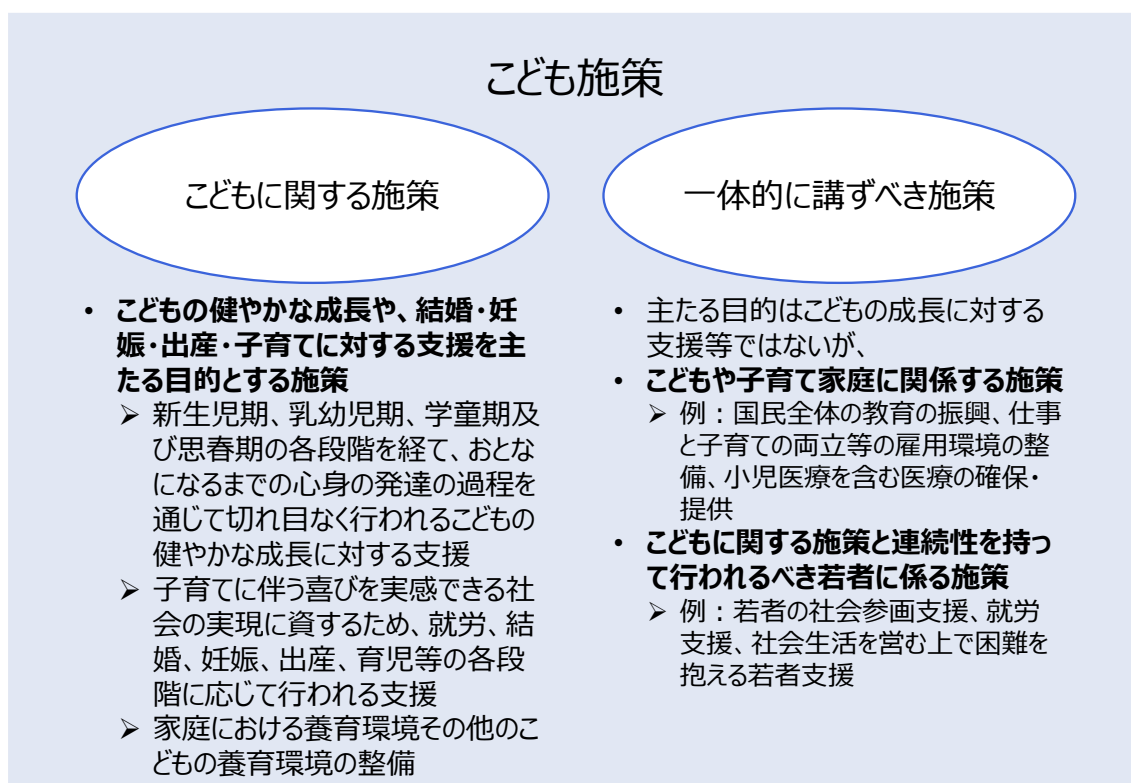 こども施策
こどもに関する施策
• こどもの健やかな成長や、結婚・妊
娠・出産・子育てに対する支援を主
たる目的とする施策
➢ 新生児期、乳幼児期、学童期及
び思春期の各段階を経て、おとな
になるまでの心身の発達の過程を
通じて切れ目なく行われるこどもの
健やかな成長に対する支援
➢ 子育てに伴う喜びを実感できる社
会の実現に資するため、就労、結
婚、妊娠、出産、育児等の各段
階に応じて行われる支援
➢ 家庭における養育環境その他のこ
どもの養育環境の整備
一体的に講ずべき施策
• 主たる目的はこどもの成長に対する
支援等ではないが、
• こどもや子育て家庭に関係する施策
➢ 例：国民全体の教育の振興、仕事
と子育ての両立等の雇用環境の整
備、小児医療を含む医療の確保・
提供
• こどもに関する施策と連続性を持っ
て行われるべき若者に係る施策
➢ 例：若者の社会参画支援、就労
支援、社会生活を営む上で困難を
抱える若者支援